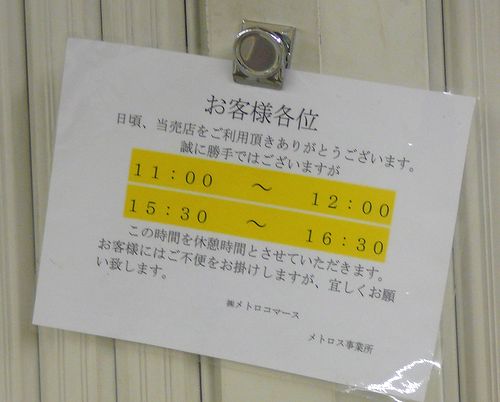 お客様各位
日頃、当売店をご利用頂きありがとうございます。
誠に勝手ではございますが
11:00 ～ 12:00
15:30 ～ 16:30
この時間を休憩時間とさせていただきます。
お客様にはご不便をお掛けしますが、宜しくお願
い致します。
㈱メトロコマース
メトロス事業所